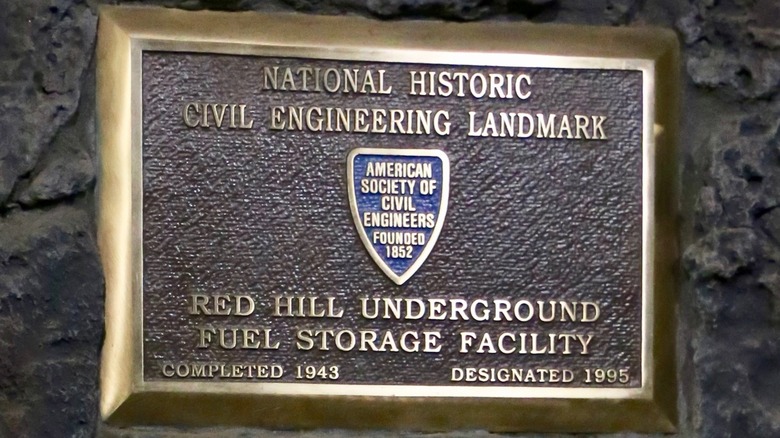 NATIONAL HISTORIC
CIVIL ENGINEERING LANDMARK
AMERICAN
SOCIETY OF
CIVIL
ENGINEERS
FOUNDED
1852
RED HILL UNDERGROUND
FUEL STORAGE FACILITY
COMPLETED 1943 DESIGNATED 1995